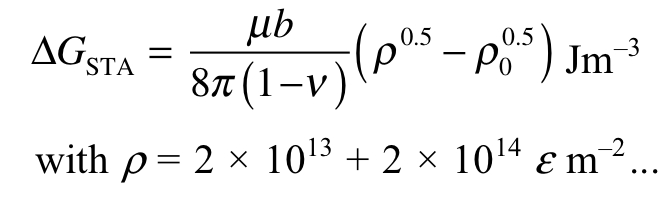 ΔG_STA = μb / 8π(1−ν) (ρ^0.5 − ρ_0^0.5) Jm^−3
with ρ = 2 × 10^13 + 2 × 10^14 ε m^−2...